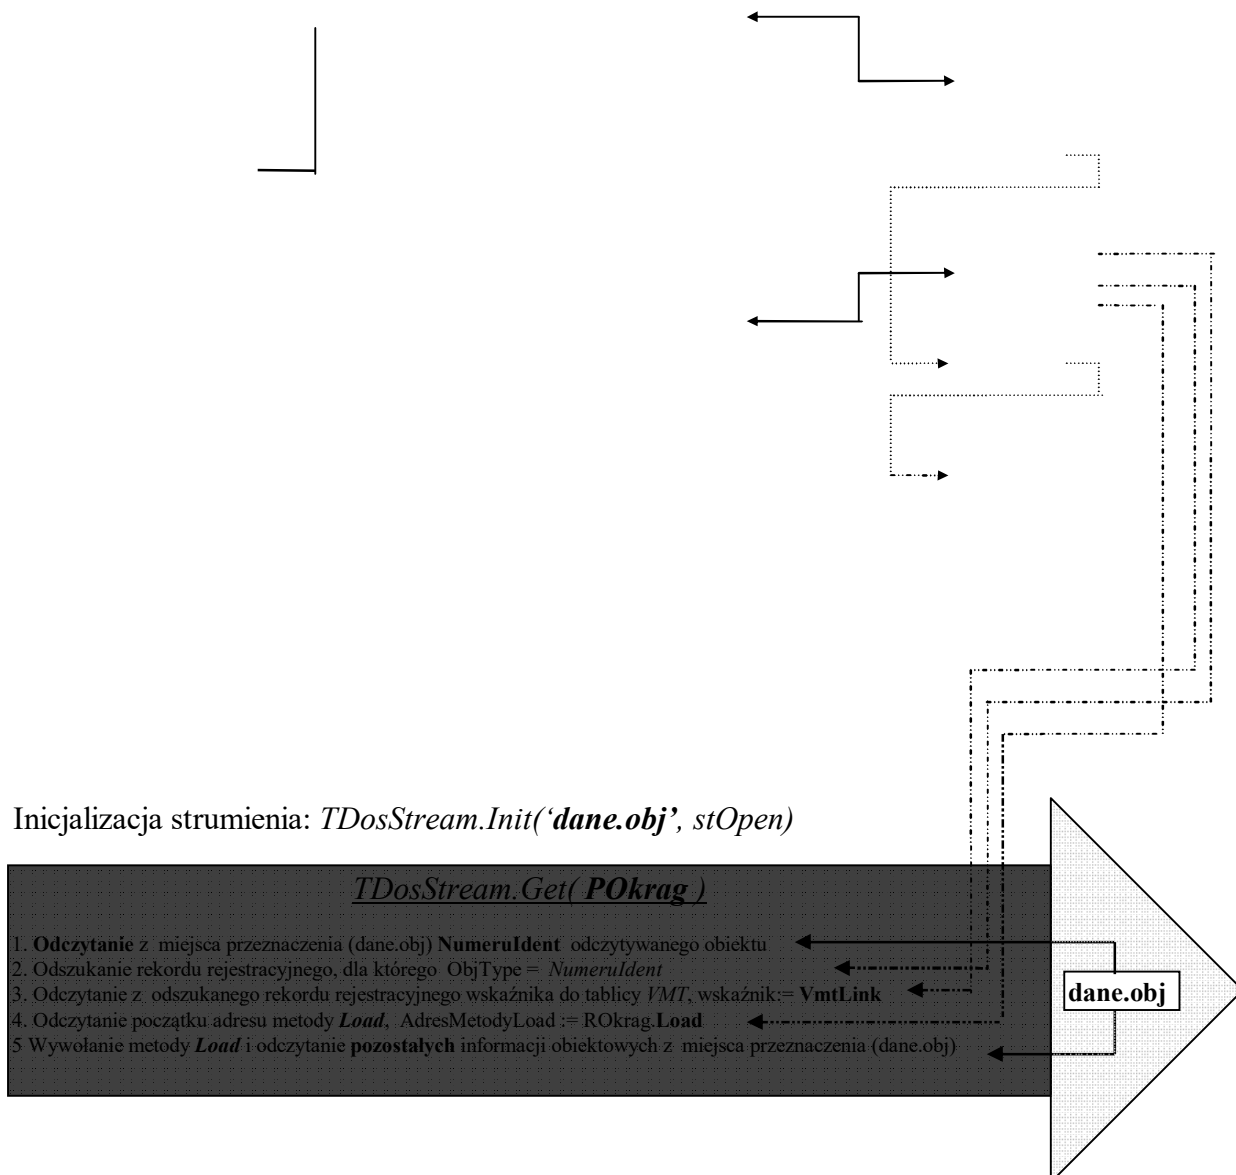 Inicjalizacja strumienia: TDosStream.Init(‘dane.obj’, stOpen)
TDosStream.Get( POkrag )
1. Odczytanie z miejsca przeznaczenia (dane.obj) NumeruIdent odczytywanego obiektu
2. Odszukanie rekordu rejestracyjnego, dla którego ObjType = NumeruIdent
3. Odczytanie z odszukanego rekordu rejestracyjnego wskaźnika do tablicy VMT, wskaźnik:= VmtLink
4. Odczytanie początku adresu metody Load, AdresMetodyLoad := ROkrag.Load
5 Wywołanie metody Load i odczytanie pozostałych informacji obiektowych z miejsca przeznaczenia (dane.obj)
dane.obj